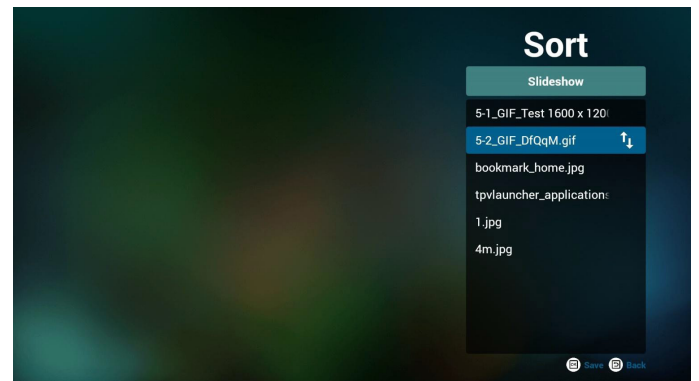 Sort
Slideshow
5-1_GIF_Test 1600 x 120
5-2_GIF_DfQqM.gif
bookmark_home.jpg
tpvlauncher_applications
1.jpg
4m.jpg
Save Back